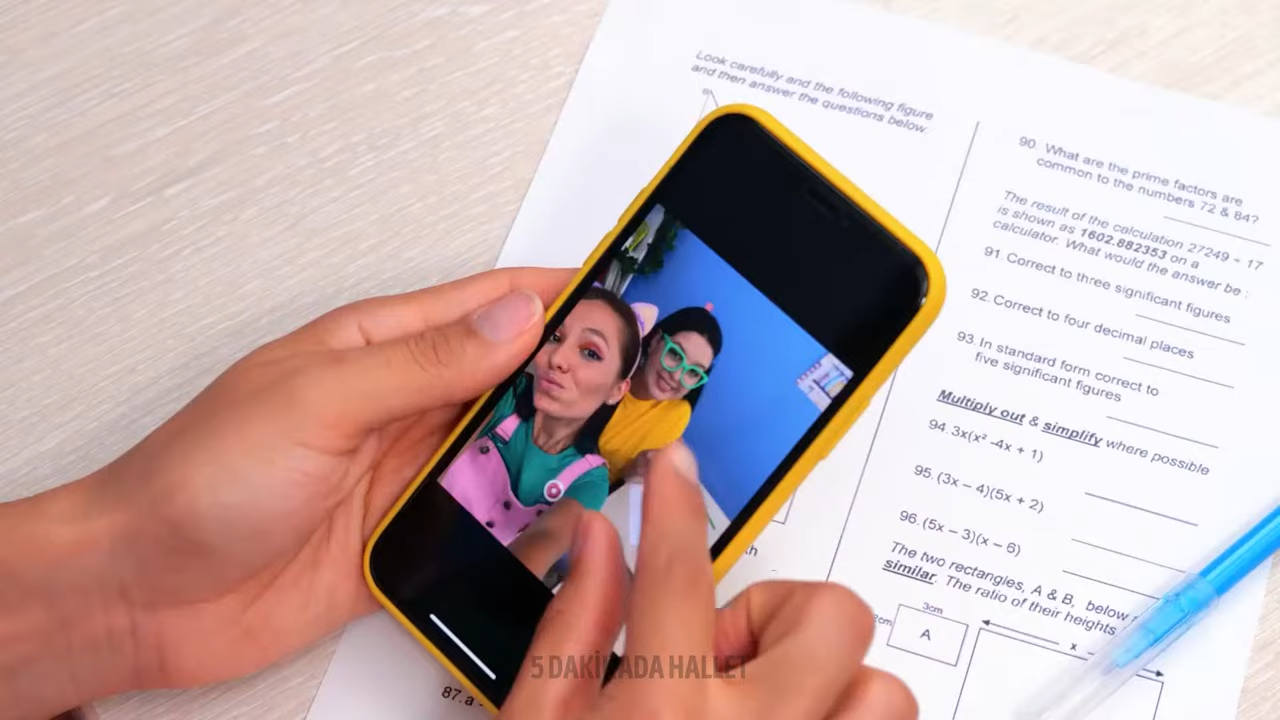 Look carefully and the following figure
and then answer the questions below
87.a
90. What are the prime factors are
common to the numbers 72 & 84?
The result of the calculation 27249 ÷ 17
is shown as 1602.882353 on a
calculator. What would the answer be :
91. Correct to three significant figures
92. Correct to four decimal places
93. In standard form correct to
five significant figures
Multiply out & simplify where possible
94. 3x(x² -4x + 1)
95. (3x – 4)(5x + 2)
96. (5x – 3)(x – 6)
The two rectangles, A & B, below
similar. The ratio of their heights
3cm
A
x
5 DAKİKADA HALLET